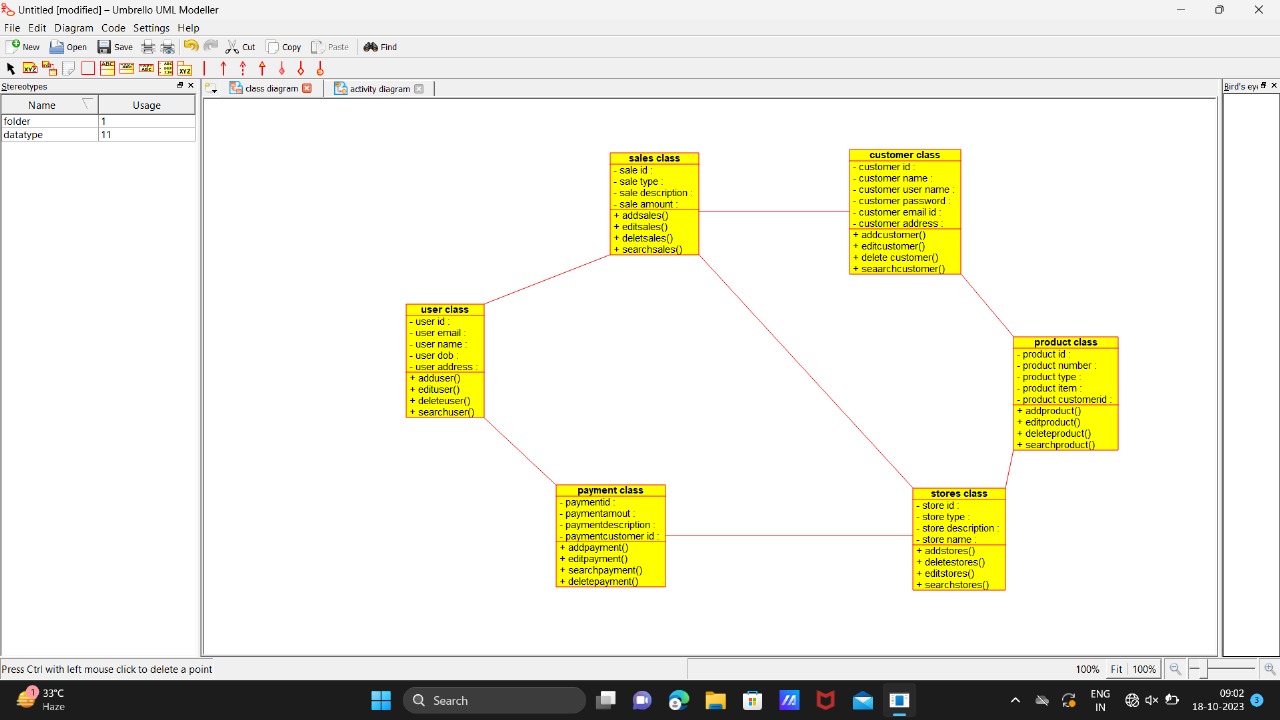 Untitled [modified] – Umbrello UML Modeller
File Edit Diagram Code Settings Help
New Open Save Cut Copy Paste Find
Stereotypes
Name Usage
folder 1
datatype 11
class diagram
activity diagram
Bird's ey
sales class
- sale id :
- sale type :
- sale description :
- sale amount :
+ addsales()
+ editsales()
+ deletsales()
+ searchsales()
customer class
- customer id :
- customer name :
- customer user name :
- customer password :
- customer email id :
- customer address :
+ addcustomer()
+ editcustomer()
+ delete customer()
+ seaarchcustomer()
user class
- user id :
- user email :
- user name :
- user dob :
- user address :
+ adduser()
+ edituser()
+ deleteuser()
+ searchuser()
product class
- product id :
- product number :
- product type :
- product item :
- product customerid :
+ addproduct()
+ editproduct()
+ deleteproduct()
+ searchproduct()
payment class
- paymentid :
- paymentamout :
- paymentdescription :
- paymentcustomer id :
+ addpayment()
+ editpayment()
+ searchpayment()
+ deletepayment()
stores class
- store id :
- store type :
- store description :
- store name :
+ addstores()
+ deletestores()
+ editstores()
+ searchstores()
Press Ctrl with left mouse click to delete a point
100% Fit 100%
1
33°C
Haze
Search
ENG
IN
09:02
18-10-2023
3